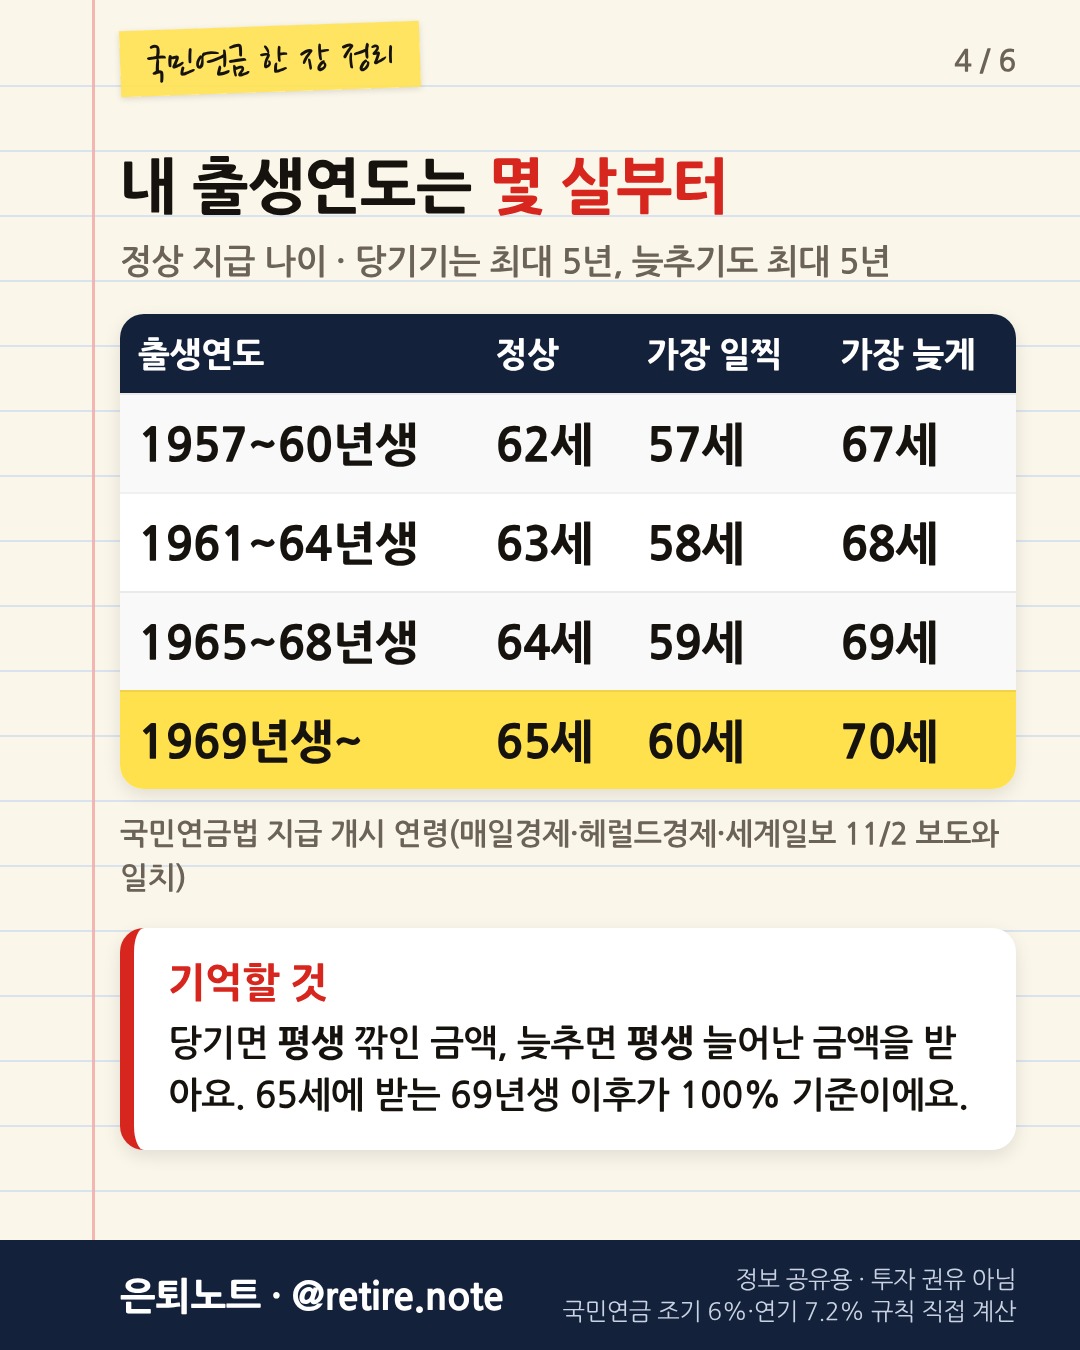 국민연금 한 장 정리
4 / 6
내 출생연도는 몇 살부터
정상 지급 나이 · 당기기는 최대 5년, 늦추기도 최대 5년
출생연도 정상 가장 일찍 가장 늦게
1957~60년생 62세 57세 67세
1961~64년생 63세 58세 68세
1965~68년생 64세 59세 69세
1969년생~ 65세 60세 70세
국민연금법 지급 개시 연령(매일경제·헤럴드경제·세계일보 11/2 보도와
일치)
기억할 것
당기면 평생 깎인 금액, 늦추면 평생 늘어난 금액을 받
아요. 65세에 받는 69년생 이후가 100% 기준이에요.
은퇴노트 · @retire.note
정보 공유용 · 투자 권유 아님
국민연금 조기 6%·연기 7.2% 규칙 직접 계산